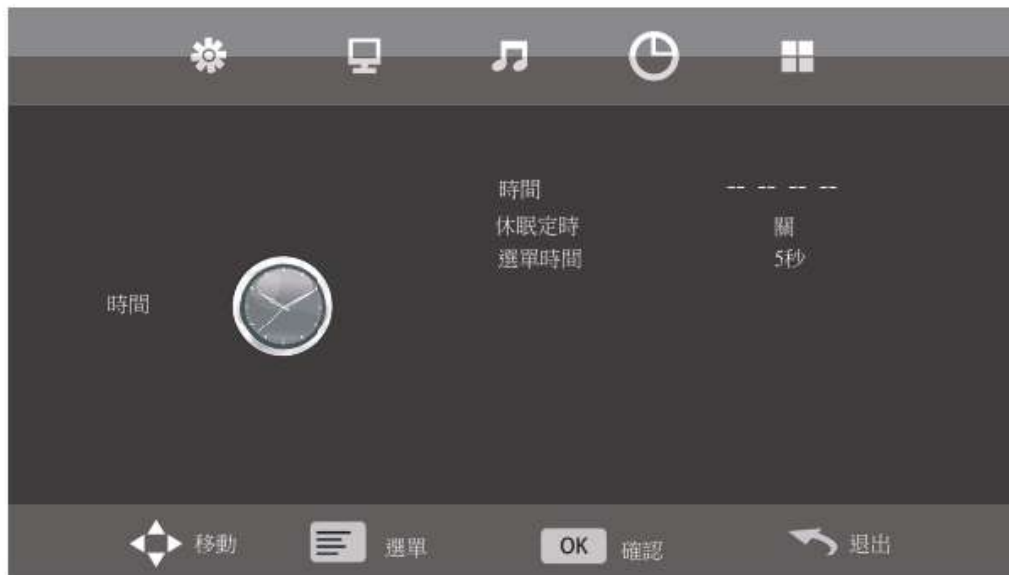 時間 -- -- -- --
休眠定時 關
選單時間 5秒
時間
移動 選單 OK 確認 退出